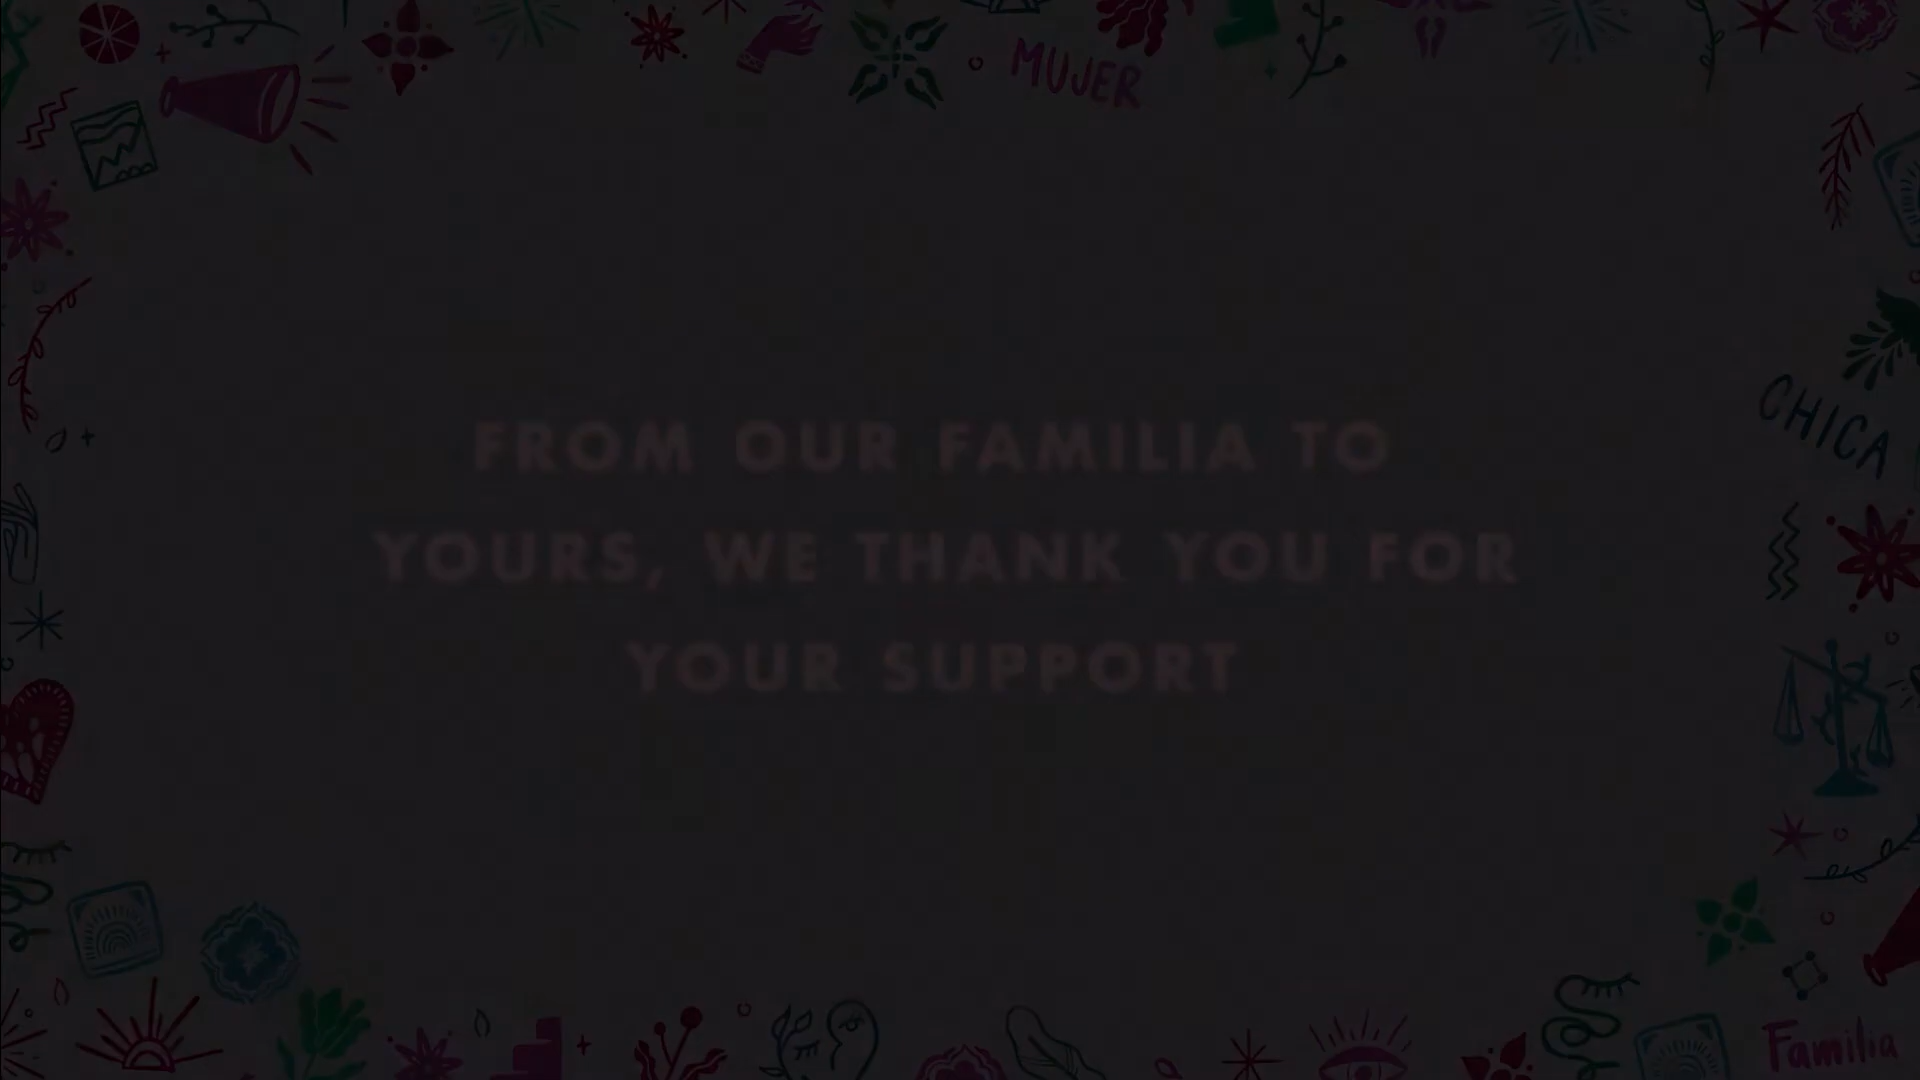 MUJER
CHICA
FROM OUR FAMILIA TO
YOURS, WE THANK YOU FOR
YOUR SUPPORT
Familia